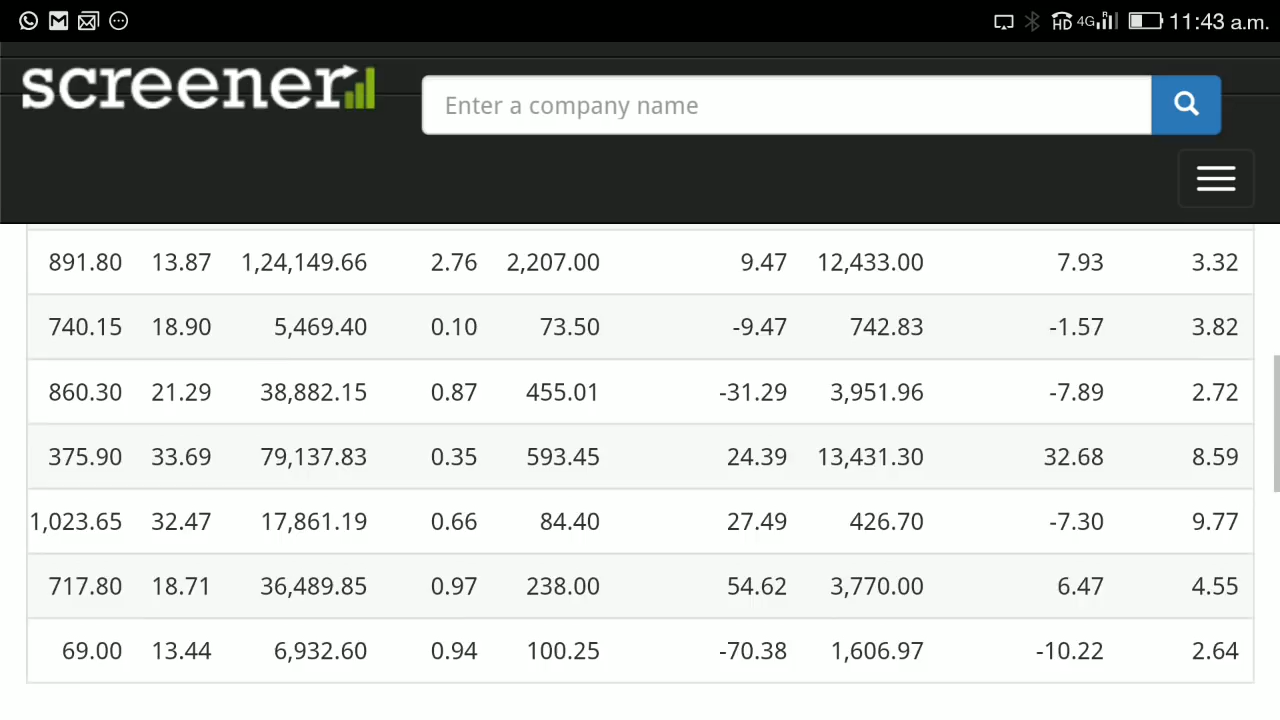 HD 4G R 11:43 a.m.
screener
Enter a company name
891.80 13.87 1,24,149.66 2.76 2,207.00 9.47 12,433.00 7.93 3.32
740.15 18.90 5,469.40 0.10 73.50 -9.47 742.83 -1.57 3.82
860.30 21.29 38,882.15 0.87 455.01 -31.29 3,951.96 -7.89 2.72
375.90 33.69 79,137.83 0.35 593.45 24.39 13,431.30 32.68 8.59
1,023.65 32.47 17,861.19 0.66 84.40 27.49 426.70 -7.30 9.77
717.80 18.71 36,489.85 0.97 238.00 54.62 3,770.00 6.47 4.55
69.00 13.44 6,932.60 0.94 100.25 -70.38 1,606.97 -10.22 2.64